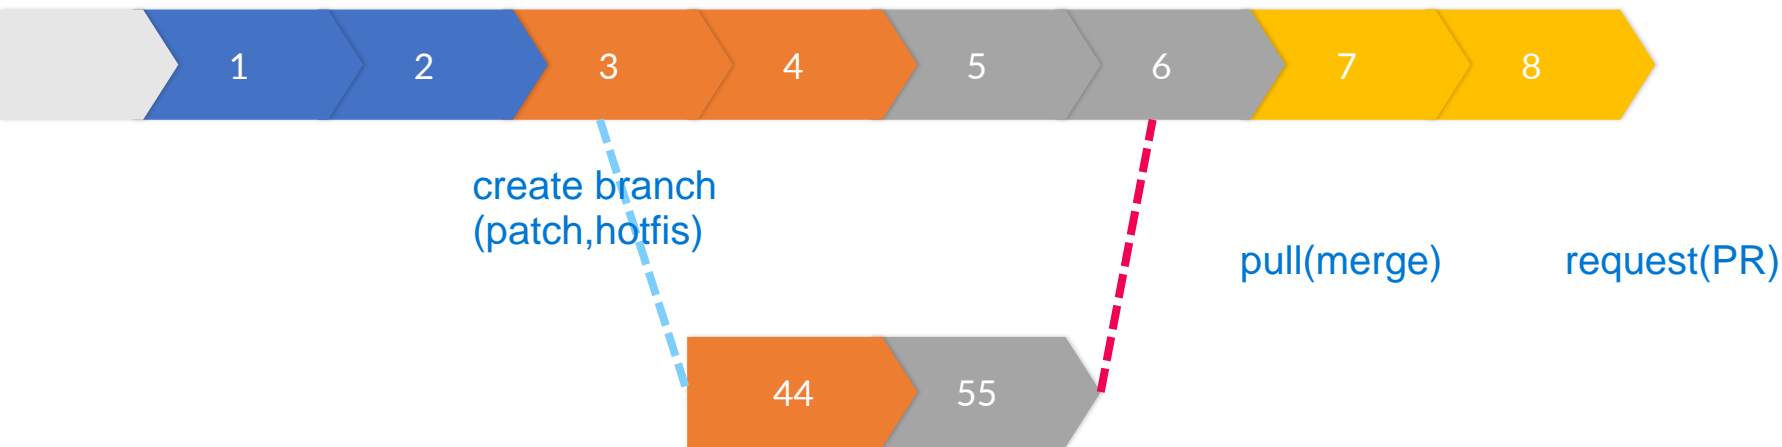 1 2 3 4 5 6 7 8
create branch
(patch,hotfis)
pull(merge) request(PR)
44 55